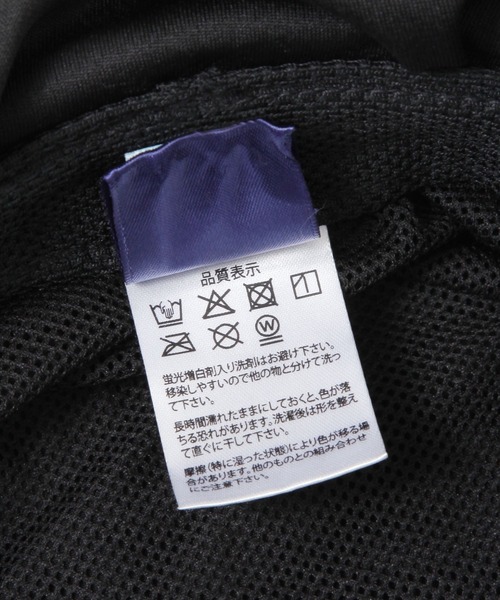 品質表示
W
蛍光増白剤入り洗剤はお避け下さい。
移染しやすいので他の物と分けて洗っ
て下さい。
長時間濡れたままにしておくと、色が落
ちる恐れがあります。洗濯後は形を整え
て直ぐに干して下さい。
摩擦（特に湿った状態）により色が移る場
合があります。他のものとの組み合わせ
にご注意下さい。